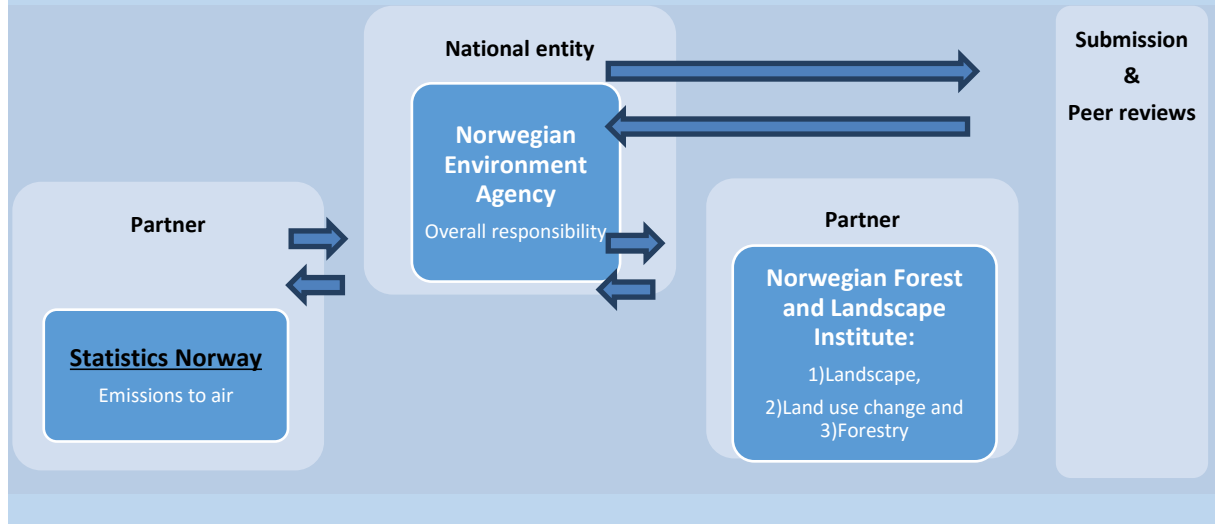 National entity
Norwegian
Environment
Agency
Overall responsibility
Submission
&
Peer reviews
Partner
Statistics Norway
Emissions to air
Partner
Norwegian Forest
and Landscape
Institute:
1)Landscape,
2)Land use change and
3)Forestry